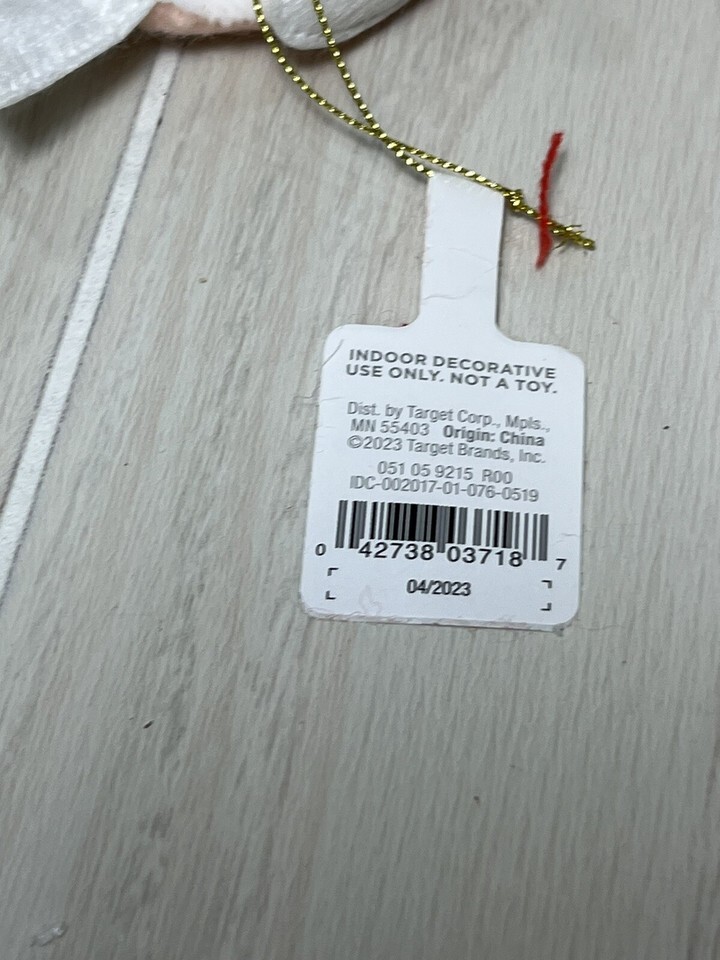 INDOOR DECORATIVE
USE ONLY. NOT A TOY.
Dist. by Target Corp., Mpls.,
MN 55403 Origin: China
©2023 Target Brands, Inc.
051 05 9215 R00
IDC-002017-01-076-0519
0 42738 03718 7
04/2023